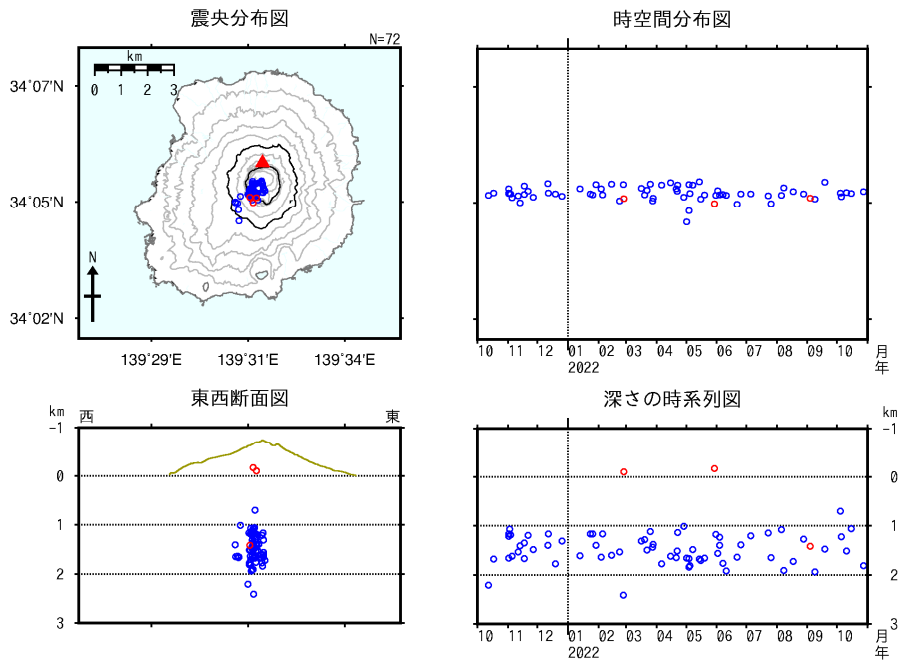 震央分布図
N=72
km
0 1 2 3
34°07'N
34°05'N
34°02'N
N
139°29'E 139°31'E 139°34'E
時空間分布図
10 11 12 01 02 03 04 05 06 07 08 09 10 月
2022 年
東西断面図
km 西 東
-1
0
1
2
3
深さの時系列図
km
-1
0
1
2
3
10 11 12 01 02 03 04 05 06 07 08 09 10 月
2022 年